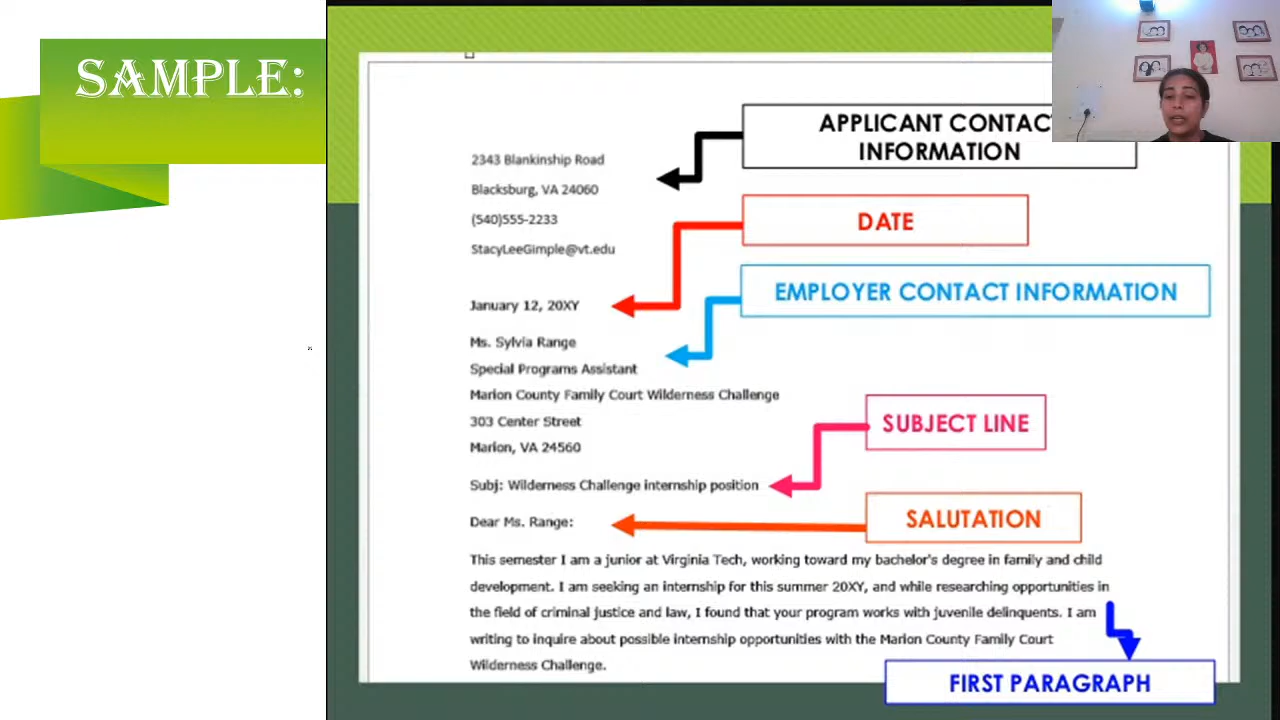 SAMPLE:
APPLICANT CONTAC
INFORMATION
2343 Blankinship Road
Blacksburg, VA 24060
(540)555-2233
StacyLeeGimple@vt.edu
DATE
January 12, 20XY
EMPLOYER CONTACT INFORMATION
Ms. Sylvia Range
Special Programs Assistant
Marion County Family Court Wilderness Challenge
303 Center Street
Marion, VA 24560
SUBJECT LINE
Subj: Wilderness Challenge internship position
SALUTATION
Dear Ms. Range:
This semester I am a junior at Virginia Tech, working toward my bachelor's degree in family and child
development. I am seeking an internship for this summer 20XY, and while researching opportunities in
the field of criminal justice and law, I found that your program works with juvenile delinquents. I am
writing to inquire about possible internship opportunities with the Marion County Family Court
Wilderness Challenge.
FIRST PARAGRAPH